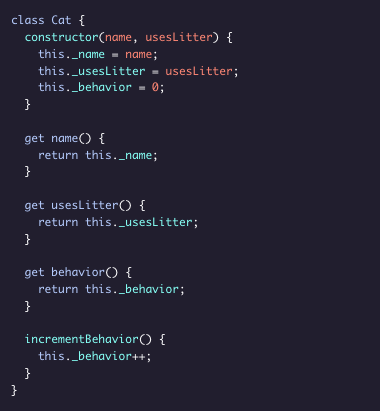 class Cat {
  constructor(name, usesLitter) {
    this._name = name;
    this._usesLitter = usesLitter;
    this._behavior = 0;
  }

  get name() {
    return this._name;
  }

  get usesLitter() {
    return this._usesLitter;
  }

  get behavior() {
    return this._behavior;
  }

  incrementBehavior() {
    this._behavior++;
  }
}